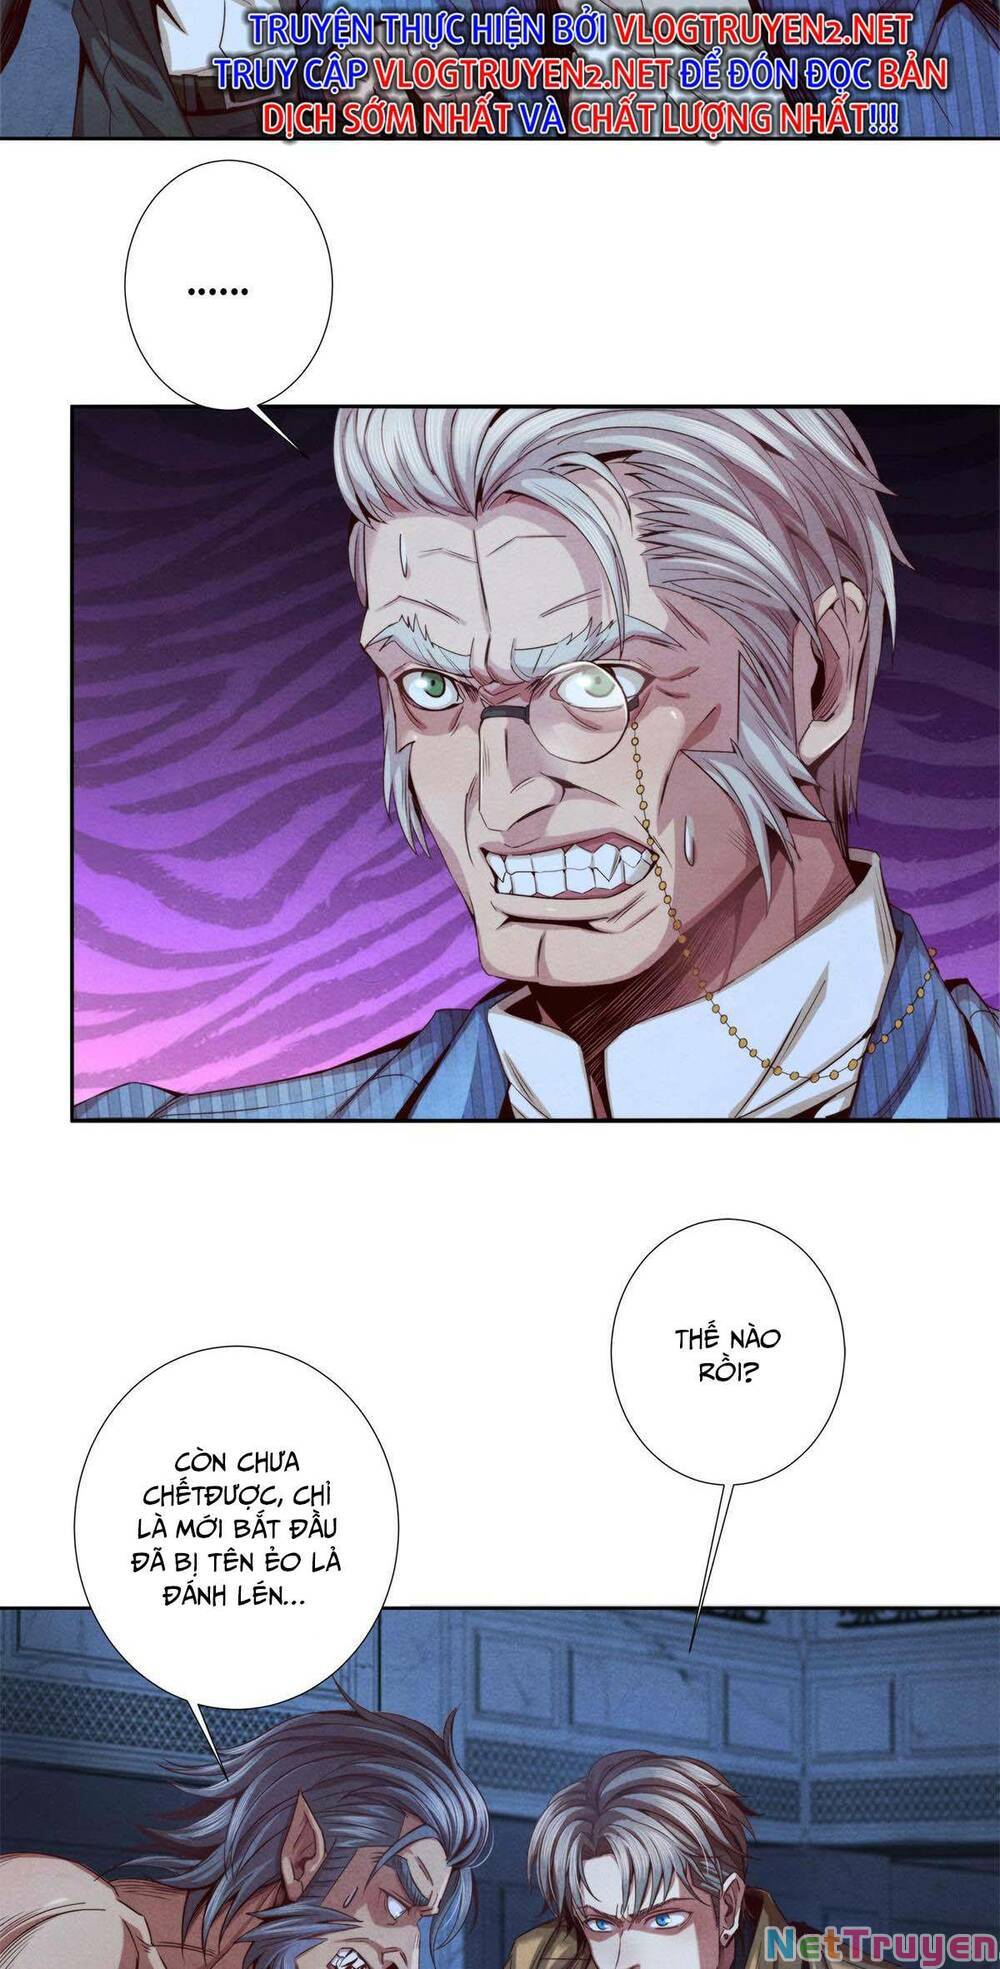 TRUYỆN THỰC HIỆN BỞI VLOGTRUYEN2.NET
TRUY CẬP VLOGTRUYEN2.NET ĐỂ ĐÓN ĐỌC BẢN
DỊCH SỚM NHẤT VÀ CHẤT LƯỢNG NHẤT!!!
......
THẾ NÀO
RỒI?
CÒN CHƯA
CHẾTĐƯỢC, CHỈ
LÀ MỚI BẮT ĐẦU
ĐÃ BỊ TÊN ẺO LẢ
ĐÁNH LÉN...
NetTruyen